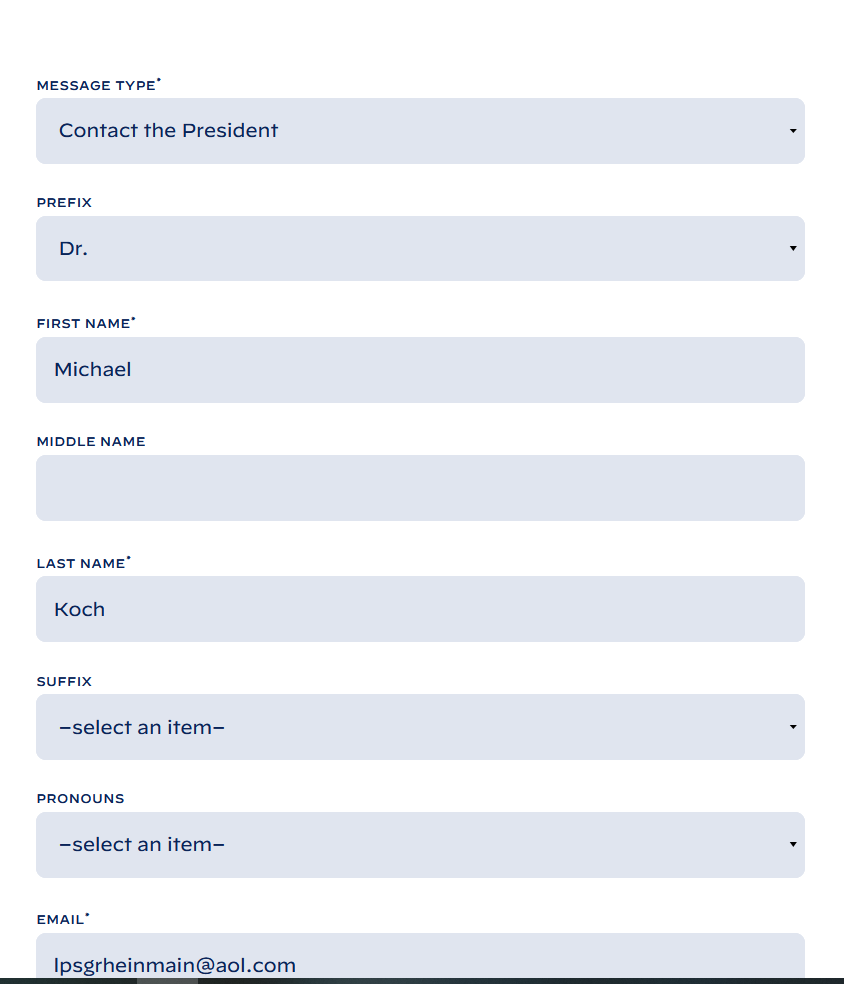 MESSAGE TYPE*
Contact the President
PREFIX
Dr.
FIRST NAME*
Michael
MIDDLE NAME
LAST NAME*
Koch
SUFFIX
–select an item–
PRONOUNS
–select an item–
EMAIL*
lpsgrheinmain@aol.com